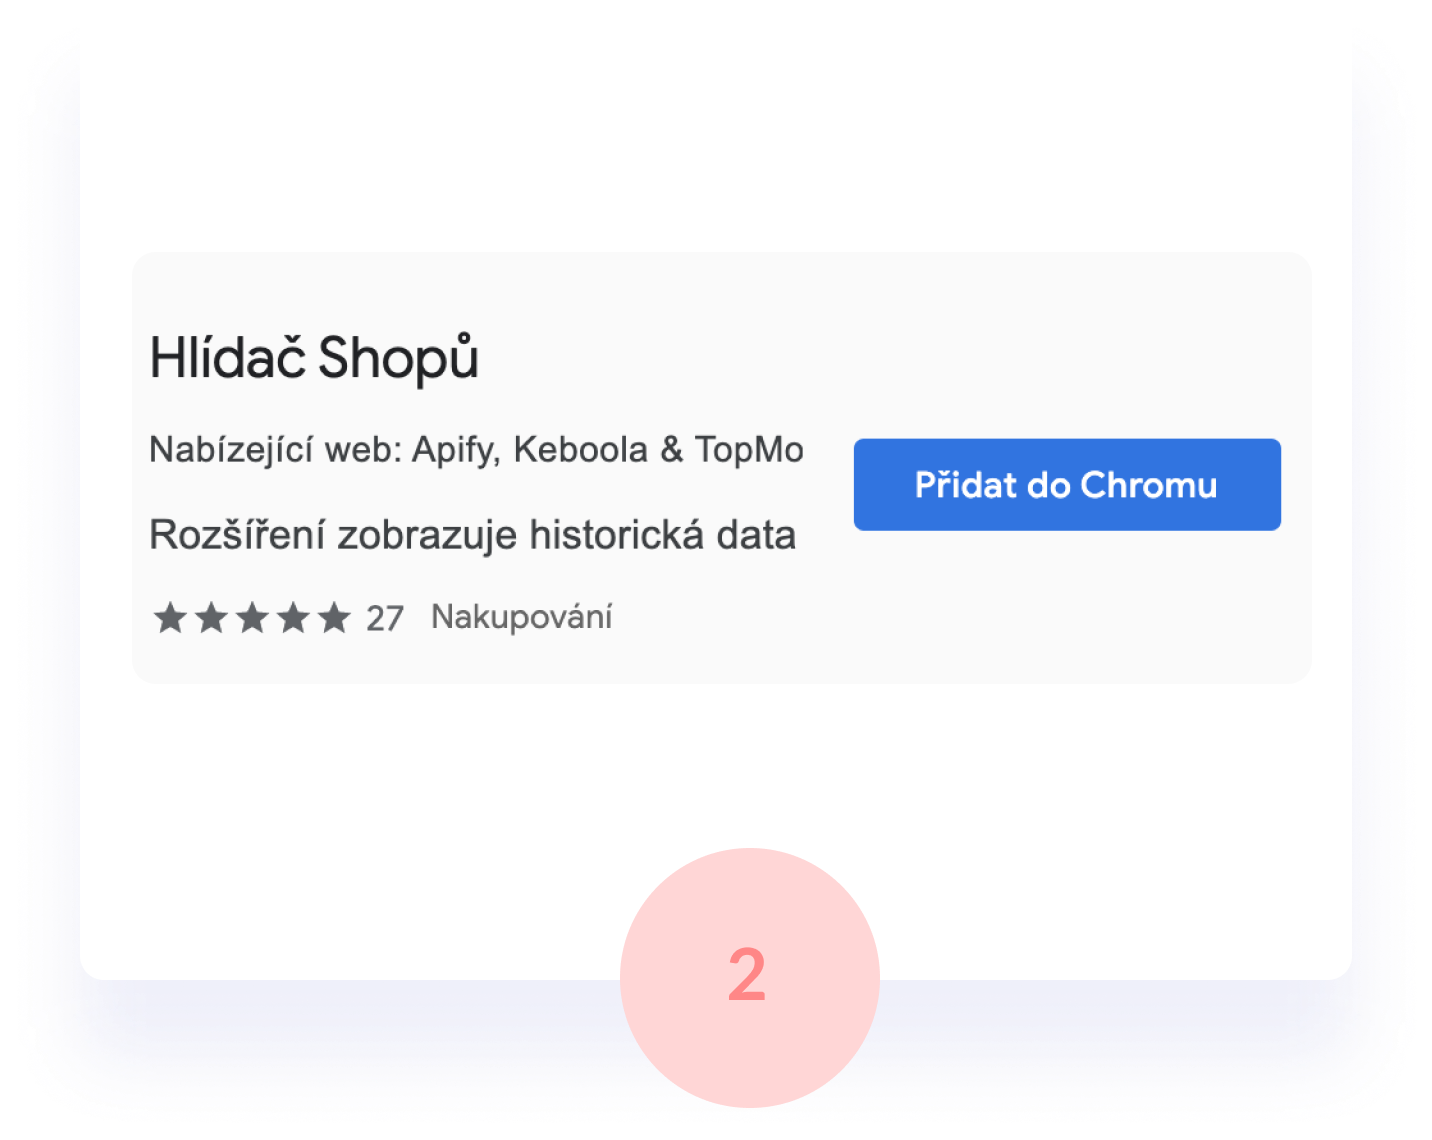 Hlídač Shopů
Nabízející web: Apify, Keboola & TopMo
Přidat do Chromu
Rozšíření zobrazuje historická data
★★★★★ 27 Nakupování
2